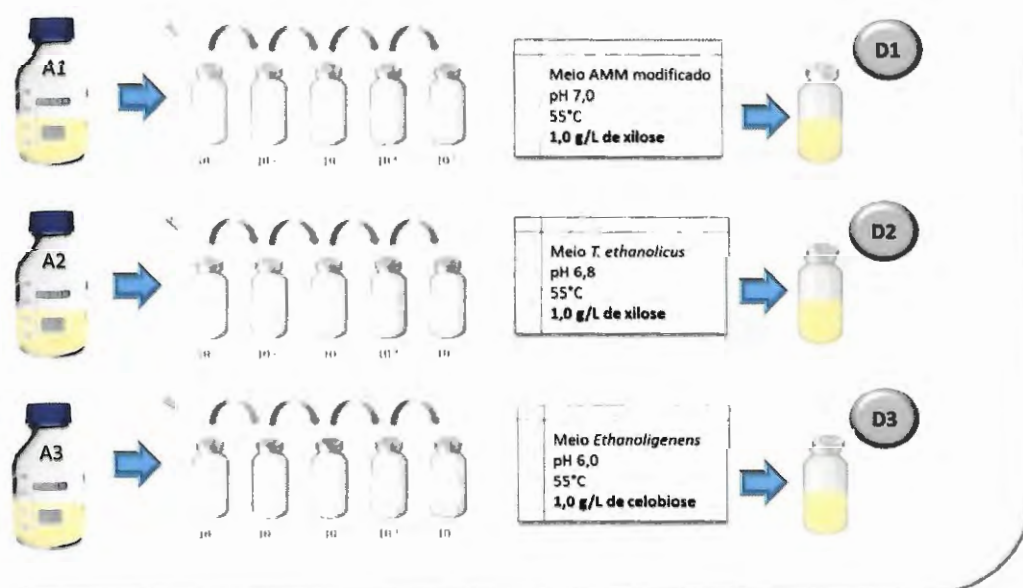 A1
D1
Meio AMM modificado
pH 7,0
55°C
1,0 g/L de xilose
A2
D2
Meio T. ethanolicus
pH 6,8
55°C
1,0 g/L de xilose
A3
D3
Meio Ethanoligenens
pH 6,0
55°C
1,0 g/L de celobiose